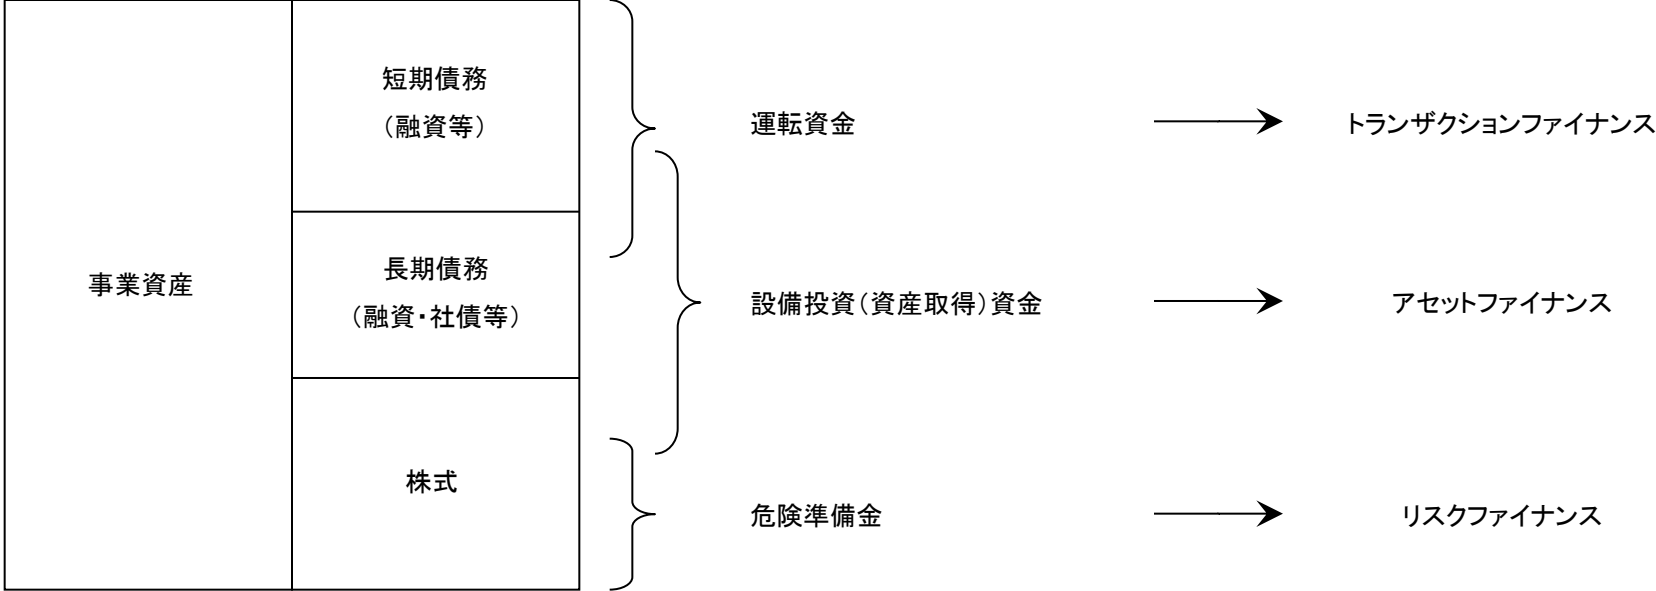 短期債務
（融資等）
運転資金
トランザクションファイナンス
事業資産
長期債務
（融資・社債等）
設備投資（資産取得）資金
アセットファイナンス
株式
危険準備金
リスクファイナンス